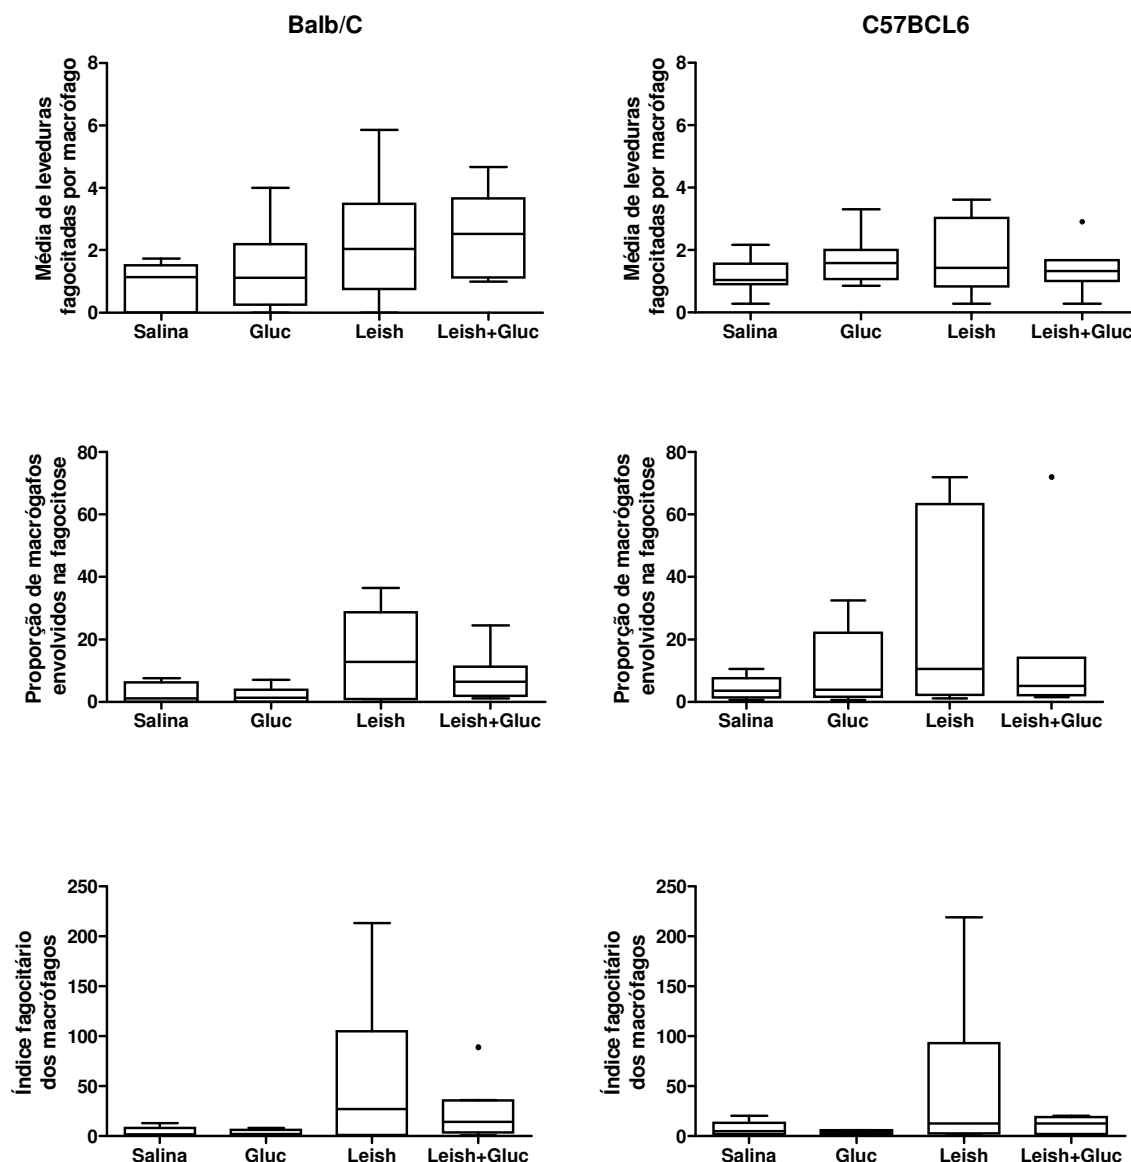 Balb/C
C57BCL6
Média de leveduras
fagocitadas por macrófago
8
6
4
2
0
Salina Gluc Leish Leish+Gluc
Média de leveduras
fagocitadas por macrófago
8
6
4
2
0
Salina Gluc Leish Leish+Gluc
Proporção de macrógafos
envolvidos na fagocitose
80
60
40
20
0
Salina Gluc Leish Leish+Gluc
Proporção de macrógafos
envolvidos na fagocitose
80
60
40
20
0
Salina Gluc Leish Leish+Gluc
Índice fagocitário
dos macrófagos
250
200
150
100
50
0
Salina Gluc Leish Leish+Gluc
Índice fagocitário
dos macrófagos
250
200
150
100
50
0
Salina Gluc Leish Leish+Gluc